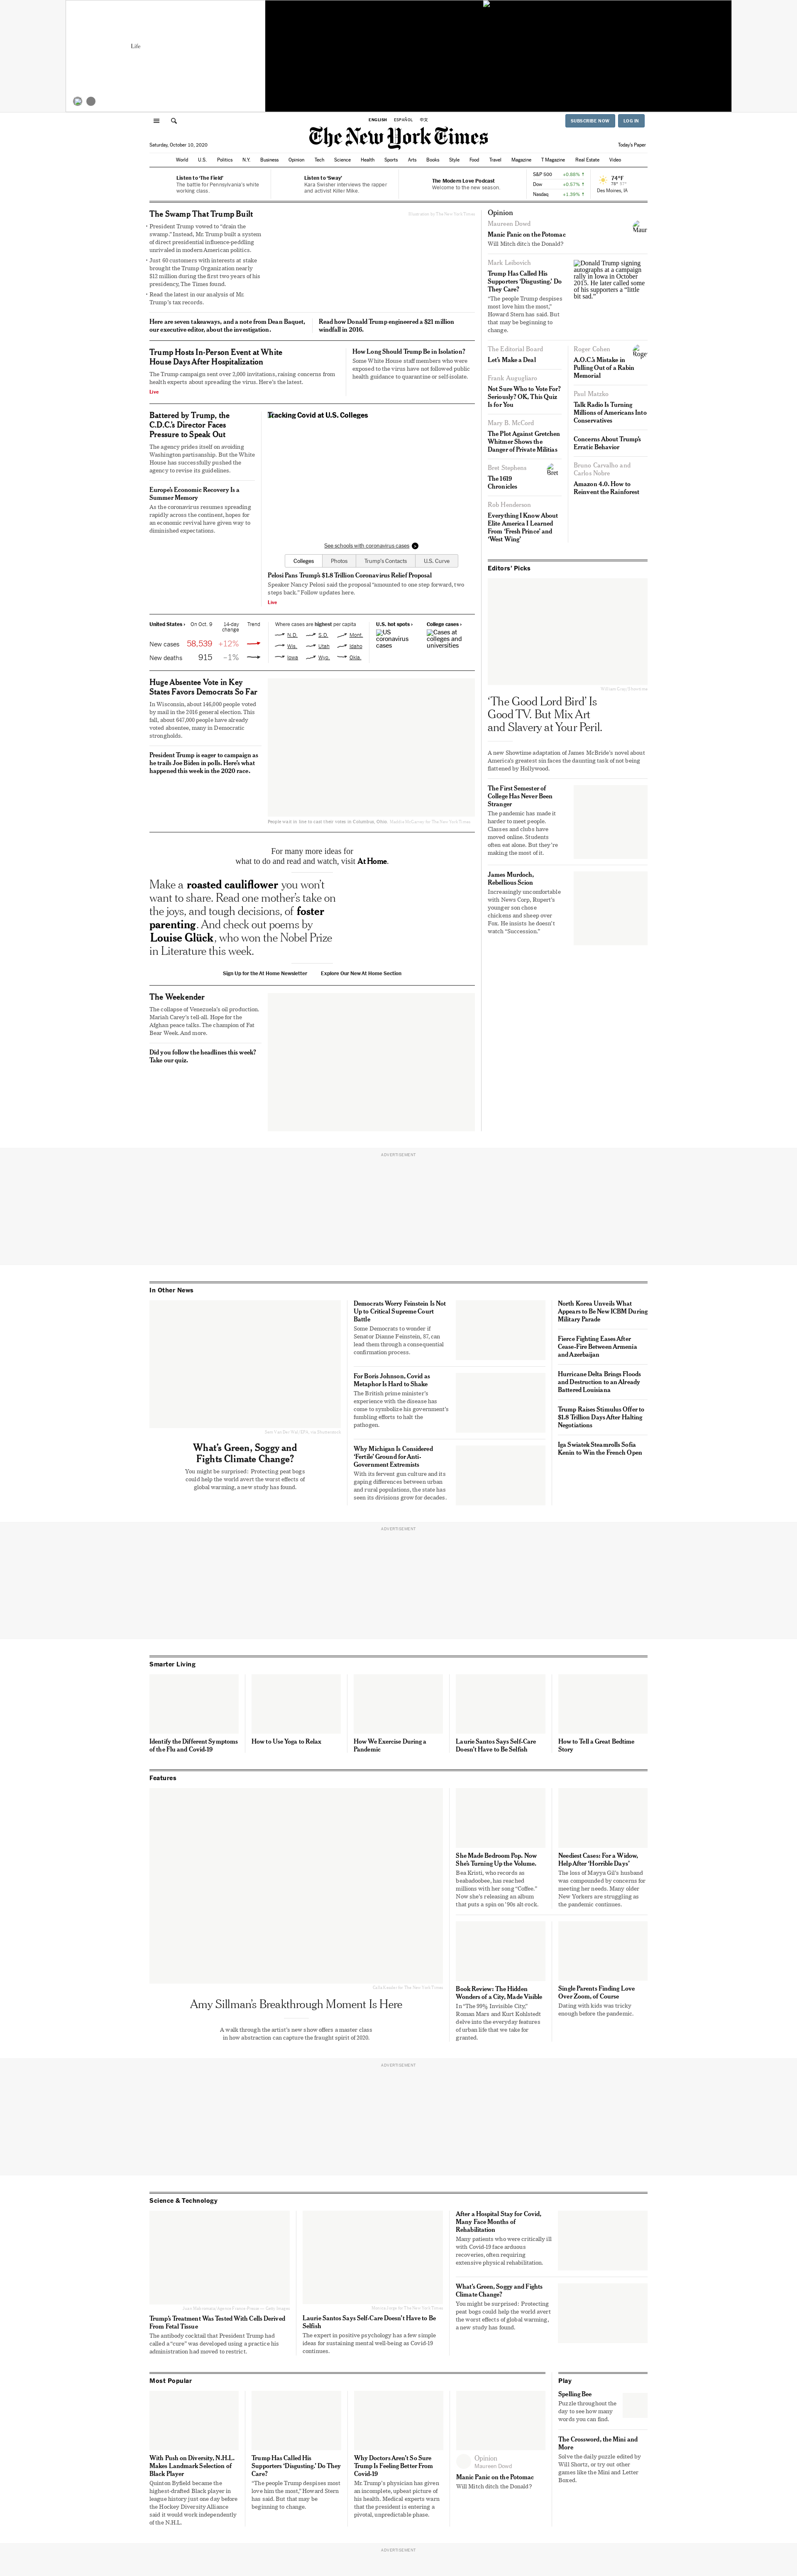 Life
ENGLISH ESPAÑOL 中文
SUBSCRIBE NOW LOG IN
The New York Times
Saturday, October 10, 2020
Today's Paper
World U.S. Politics N.Y. Business Opinion Tech Science Health Sports Arts Books Style Food Travel Magazine T Magazine Real Estate Video
Listen to 'The Field'
The battle for Pennsylvania's white
working class.
Listen to 'Sway'
Kara Swisher interviews the rapper
and activist Killer Mike.
The Modern Love Podcast
Welcome to the new season.
S&P 500 +0.88% ↑
Dow +0.57% ↑
Nasdaq +1.39% ↑
74°F
Des Moines, IA
The Swamp That Trump Built
• President Trump vowed to "drain the
swamp." Instead, Mr. Trump built a system
of direct presidential influence-peddling
unrivaled in modern American politics.
• Just 60 customers with interests at stake
brought the Trump Organization nearly
$12 million during the first two years of his
presidency, The Times found.
• Read the latest in our analysis of Mr.
Trump's tax records.
Here are seven takeaways, and a note from Dean Baquet,
our executive editor, about the investigation.
Read how Donald Trump engineered a $21 million
windfall in 2016.
Trump Hosts In-Person Event at White
House Days After Hospitalization
The Trump campaign sent over 2,000 invitations, raising concerns from
health experts about spreading the virus. Here's the latest.
Live
How Long Should Trump Be in Isolation?
Some White House staff members who were
exposed to the virus have not followed public
health guidance to quarantine or self-isolate.
Battered by Trump, the
C.D.C.'s Director Faces
Pressure to Speak Out
The agency prides itself on avoiding
Washington partisanship. But the White
House has successfully pushed the
agency to revise its guidelines.
Europe's Economic Recovery Is a
Summer Memory
As the coronavirus resumes spreading
rapidly across the continent, hopes for
an economic revival have given way to
diminished expectations.
Tracking Covid at U.S. Colleges
See schools with coronavirus cases
Colleges Photos Trump's Contacts U.S. Curve
Pelosi Pans Trump's $1.8 Trillion Coronavirus Relief Proposal
Speaker Nancy Pelosi said the proposal "amounted to one step forward, two
steps back." Follow updates here.
Live
United States › On Oct. 9 14-day
change Trend
New cases 58,539 +12%
New deaths 915 –1%
Where cases are highest per capita
N.D. S.D. Mont.
Wis. Utah Idaho
Iowa Wyo. Okla.
U.S. hot spots ›
US
coronavirus
cases
College cases ›
Cases at
colleges and
universities
Huge Absentee Vote in Key
States Favors Democrats So Far
In Wisconsin, about 146,000 people voted
by mail in the 2016 general election. This
fall, about 647,000 people have already
voted absentee, many in Democratic
strongholds.
President Trump is eager to campaign as
he trails Joe Biden in polls. Here's what
happened this week in the 2020 race.
People wait in line to cast their votes in Columbus, Ohio.
For many more ideas for
what to do and read and watch, visit At Home.
Make a roasted cauliflower you won't
want to share. Read one mother's take on
the joys, and tough decisions, of foster
parenting. And check out poems by
Louise Glück, who won the Nobel Prize
in Literature this week.
Sign Up for the At Home Newsletter Explore Our New At Home Section
The Weekender
The collapse of Venezuela's oil production.
Mariah Carey's tell-all. Hope for the
Afghan peace talks. The champion of Fat
Bear Week. And more.
Did you follow the headlines this week?
Take our quiz.
Opinion
Maureen Dowd
Manic Panic on the Potomac
Will Mitch ditch the Donald?
Maur
Mark Leibovich
Trump Has Called His
Supporters 'Disgusting.' Do
They Care?
"The people Trump despises
most love him the most,"
Howard Stern has said. But
that may be beginning to
change.
Donald Trump signing
autographs at a campaign
rally in Iowa in October
2015. He later called some
of his supporters a "little
bit sad."
The Editorial Board
Let's Make a Deal
Frank Augugliaro
Not Sure Who to Vote For?
Seriously? OK, This Quiz
Is for You
Mary B. McCord
The Plot Against Gretchen
Whitmer Shows the
Danger of Private Militias
Bret Stephens
The 1619
Chronicles
Bret
Rob Henderson
Everything I Know About
Elite America I Learned
From 'Fresh Prince' and
'West Wing'
Roger Cohen
A.O.C.'s Mistake in
Pulling Out of a Rabin
Memorial
Roger
Paul Matzko
Talk Radio Is Turning
Millions of Americans Into
Conservatives
Concerns About Trump's
Erratic Behavior
Bruno Carvalho and
Carlos Nobre
Amazon 4.0. How to
Reinvent the Rainforest
Editors' Picks
'The Good Lord Bird' Is
Good TV. But Mix Art
and Slavery at Your Peril.
A new Showtime adaptation of James McBride's novel about
America's greatest sin faces the daunting task of not being
flattened by Hollywood.
The First Semester of
College Has Never Been
Stranger
The pandemic has made it
harder to meet people.
Classes and clubs have
moved online. Students
often eat alone. But they're
making the most of it.
James Murdoch,
Rebellious Scion
Increasingly uncomfortable
with News Corp, Rupert's
younger son chose
chickens and sheep over
Fox. He insists he doesn't
watch "Succession."
ADVERTISEMENT
In Other News
What's Green, Soggy and
Fights Climate Change?
You might be surprised: Protecting peat bogs
could help the world avert the worst effects of
global warming, a new study has found.
Democrats Worry Feinstein Is Not
Up to Critical Supreme Court
Battle
Some Democrats to wonder if
Senator Dianne Feinstein, 87, can
lead them through a consequential
confirmation process.
For Boris Johnson, Covid as
Metaphor Is Hard to Shake
The British prime minister's
experience with the disease has
come to symbolize his government's
fumbling efforts to halt the
pathogen.
Why Michigan Is Considered
'Fertile' Ground for Anti-
Government Extremists
With its fervent gun culture and its
gaping differences between urban
and rural populations, the state has
seen its divisions grow for decades.
North Korea Unveils What
Appears to Be New ICBM During
Military Parade
Fierce Fighting Eases After
Cease-Fire Between Armenia
and Azerbaijan
Hurricane Delta Brings Floods
and Destruction to an Already
Battered Louisiana
Trump Raises Stimulus Offer to
$1.8 Trillion Days After Halting
Negotiations
Iga Swiatek Steamrolls Sofia
Kenin to Win the French Open
ADVERTISEMENT
Smarter Living
Identify the Different Symptoms
of the Flu and Covid-19
How to Use Yoga to Relax
How We Exercise During a
Pandemic
Laurie Santos Says Self-Care
Doesn't Have to Be Selfish
How to Tell a Great Bedtime
Story
Features
Amy Sillman's Breakthrough Moment Is Here
A walk through the artist's new show offers a master class
in how abstraction can capture the fraught spirit of 2020.
She Made Bedroom Pop. Now
She's Turning Up the Volume.
Bea Kristi, who records as
beabadoobee, has reached
millions with her song "Coffee."
Now she's releasing an album
that puts a spin on '90s alt-rock.
Neediest Cases: For a Widow,
Help After 'Horrible Days'
The loss of Mayya Gil's husband
was compounded by concerns for
meeting her needs. Many older
New Yorkers are struggling as
the pandemic continues.
Book Review: The Hidden
Wonders of a City, Made Visible
In "The 99% Invisible City,"
Roman Mars and Kurt Kohlstedt
delve into the everyday features
of urban life that we take for
granted.
Single Parents Finding Love
Over Zoom, of Course
Dating with kids was tricky
enough before the pandemic.
ADVERTISEMENT
Science & Technology
Trump's Treatment Was Tested With Cells Derived
From Fetal Tissue
The antibody cocktail that President Trump had
called a "cure" was developed using a practice his
administration had moved to restrict.
Laurie Santos Says Self-Care Doesn't Have to Be
Selfish
The expert in positive psychology has a few simple
ideas for sustaining mental well-being as Covid-19
continues.
After a Hospital Stay for Covid,
Many Face Months of
Rehabilitation
Many patients who were critically ill
with Covid-19 face arduous
recoveries, often requiring
extensive physical rehabilitation.
What's Green, Soggy and Fights
Climate Change?
You might be surprised: Protecting
peat bogs could help the world avert
the worst effects of global warming,
a new study has found.
Most Popular
With Push on Diversity, N.H.L.
Makes Landmark Selection of
Black Player
Quinton Byfield became the
highest-drafted Black player in
league history just one day before
the Hockey Diversity Alliance
said it would work independently
of the N.H.L.
Trump Has Called His
Supporters 'Disgusting.' Do They
Care?
"The people Trump despises most
love him the most," Howard Stern
has said. But that may be
beginning to change.
Why Doctors Aren't So Sure
Trump Is Feeling Better From
Covid-19
Mr. Trump's physician has given
an incomplete, upbeat account of
his health. Medical experts warn
that the president is entering a
pivotal, unpredictable phase.
Opinion
Maureen Dowd
Manic Panic on the Potomac
Will Mitch ditch the Donald?
Play
Spelling Bee
Puzzle throughout the
day to see how many
words you can find.
The Crossword, the Mini and
More
Solve the daily puzzle edited by
Will Shortz, or try out other
games like the Mini and Letter
Boxed.
ADVERTISEMENT